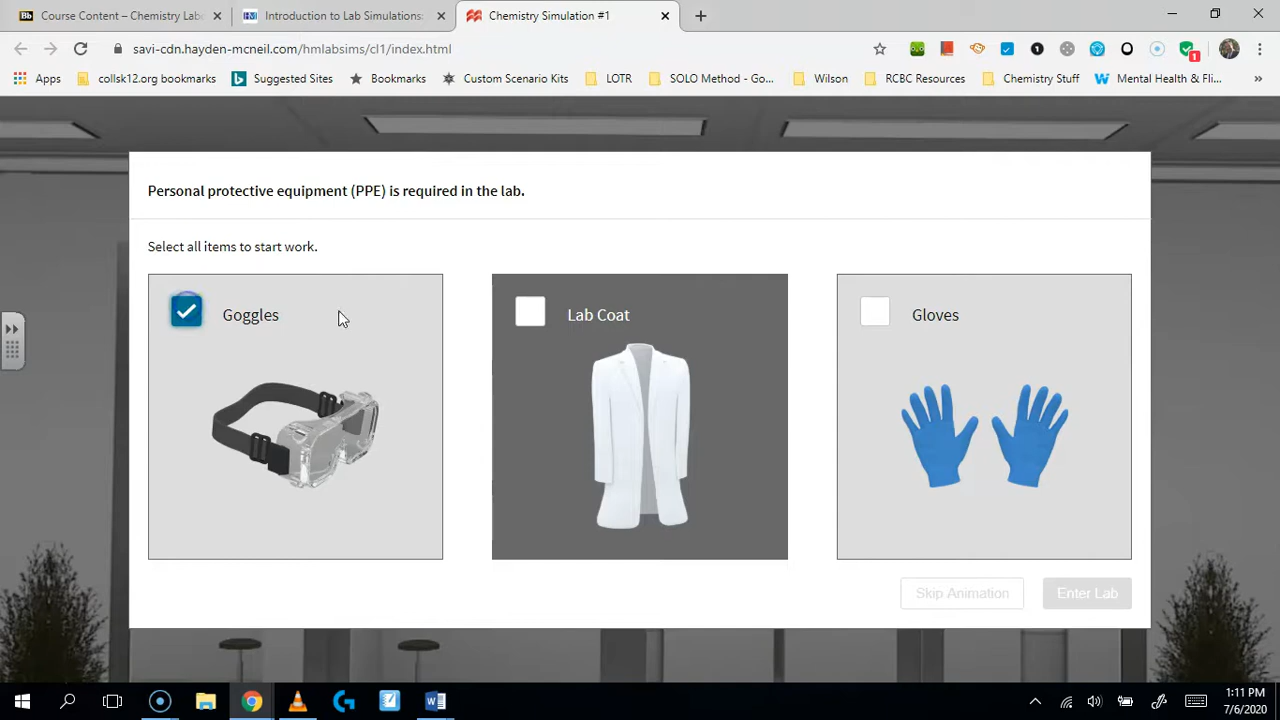 Bb Course Content – Chemistry Lab
HM Introduction to Lab Simulations:
Chemistry Simulation #1
savi-cdn.hayden-mcneil.com/hmlabsims/cl1/index.html
1
Apps
collsk12.org bookmarks
Suggested Sites
Bookmarks
Custom Scenario Kits
LOTR
SOLO Method - Go...
Wilson
RCBC Resources
Chemistry Stuff
Mental Health & Fli...
Personal protective equipment (PPE) is required in the lab.
Select all items to start work.
Goggles
Lab Coat
Gloves
Skip Animation
Enter Lab
1:11 PM
7/6/2020